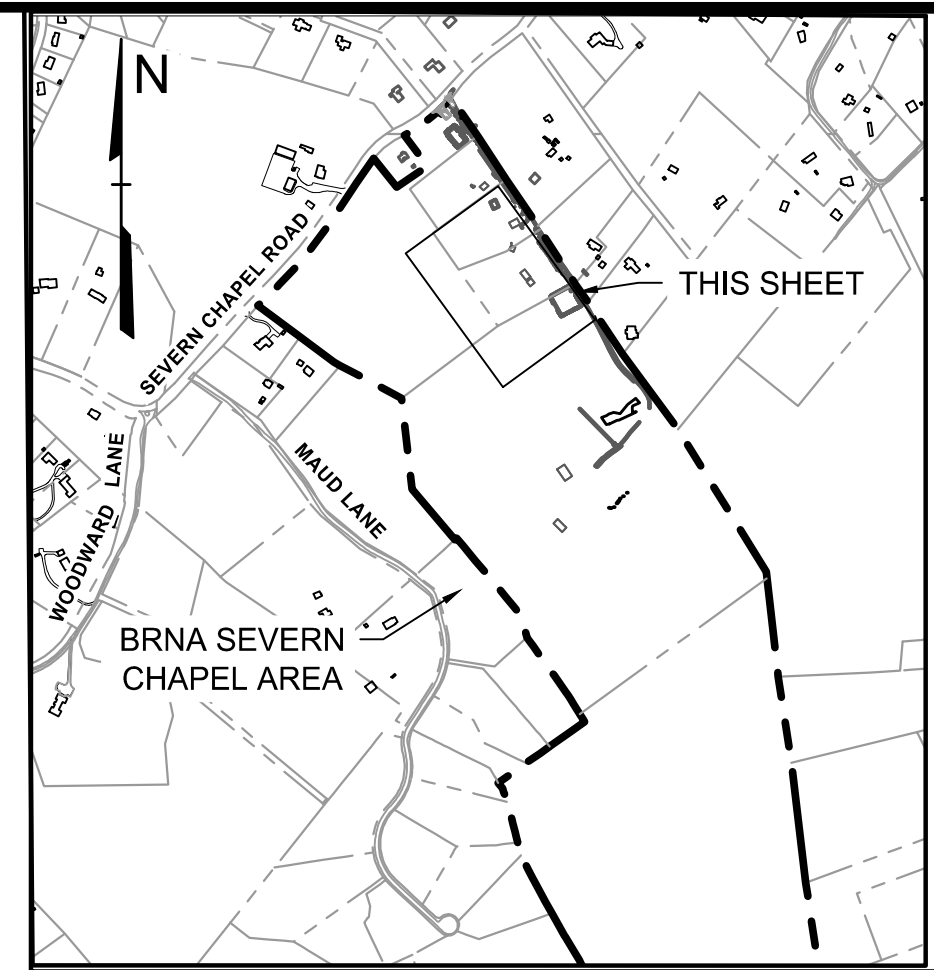 N
THIS SHEET
SEVERN CHAPEL ROAD
WOODWARD LANE
MAUD LANE
BRNA SEVERN
CHAPEL AREA